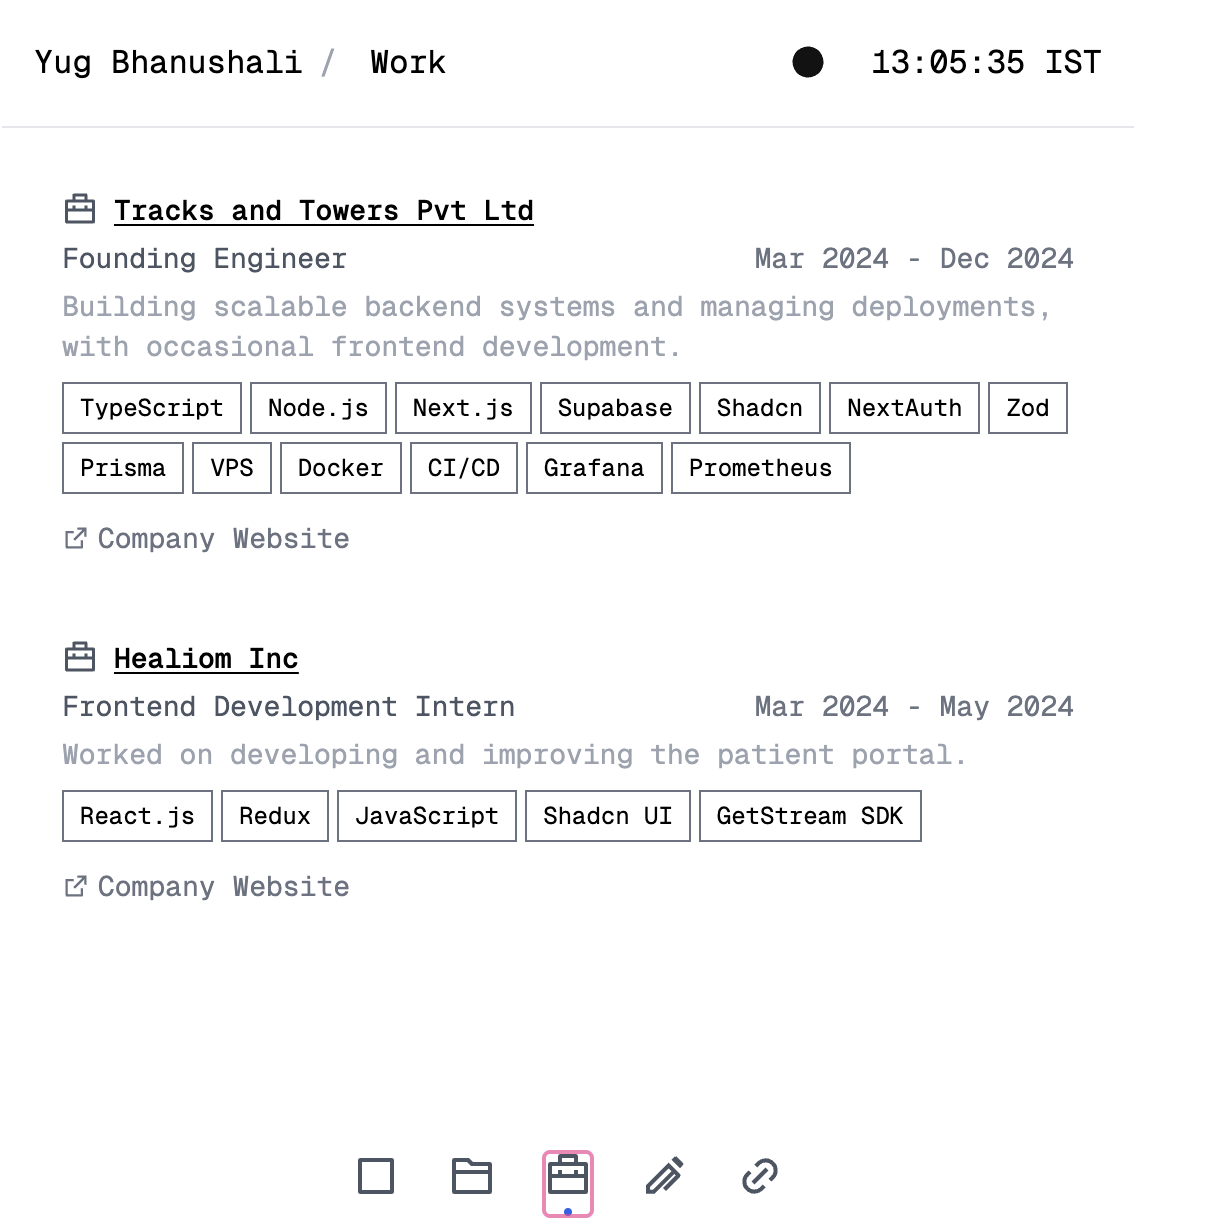 Yug Bhanushali / Work 13:05:35 IST
Tracks and Towers Pvt Ltd
Founding Engineer Mar 2024 - Dec 2024
Building scalable backend systems and managing deployments,
with occasional frontend development.
TypeScript Node.js Next.js Supabase Shadcn NextAuth Zod
Prisma VPS Docker CI/CD Grafana Prometheus
Company Website
Healiom Inc
Frontend Development Intern Mar 2024 - May 2024
Worked on developing and improving the patient portal.
React.js Redux JavaScript Shadcn UI GetStream SDK
Company Website